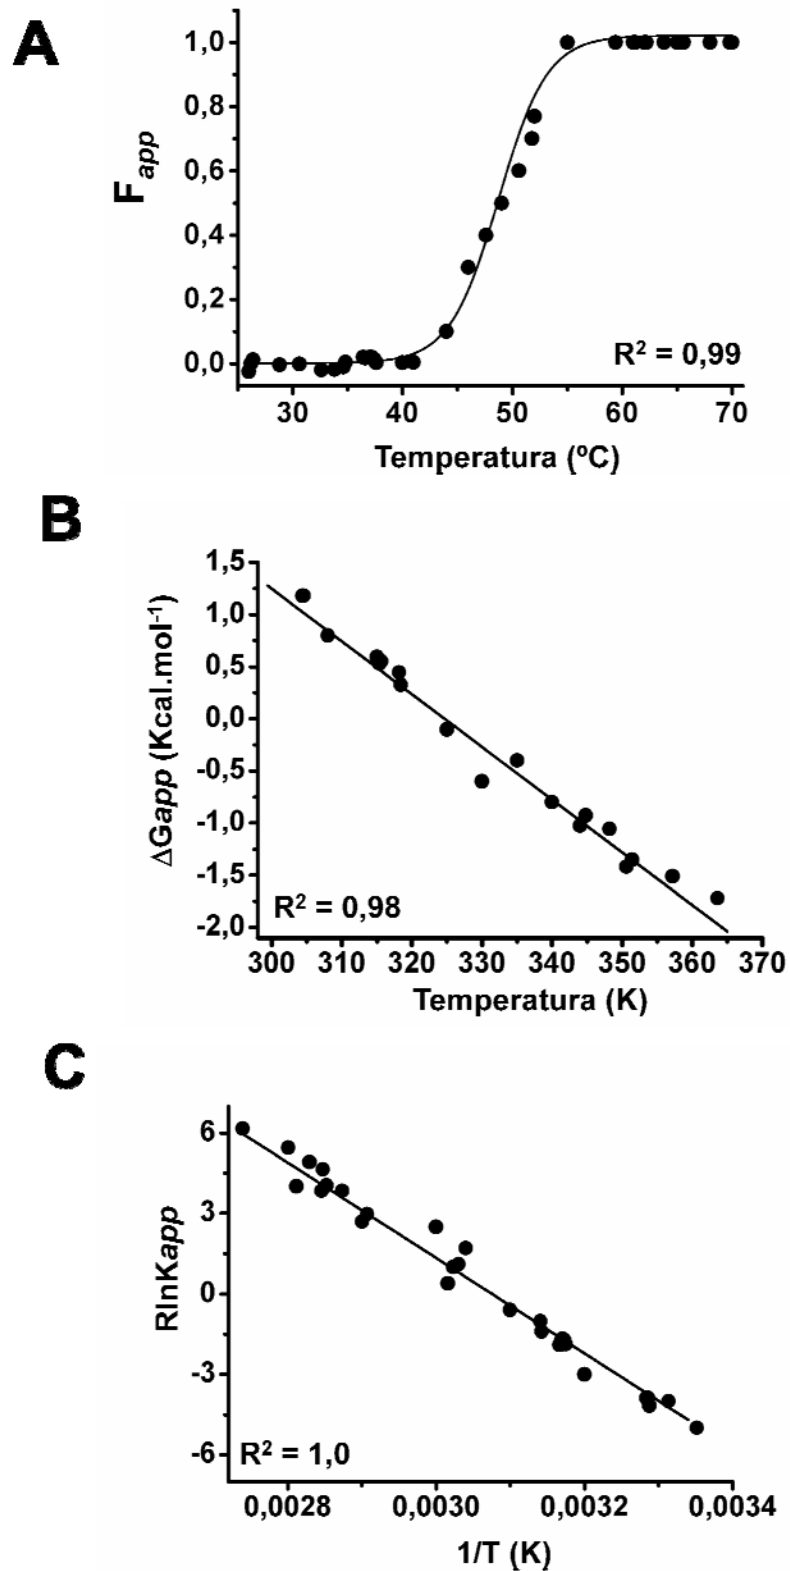 A
1,0
0,8
0,6
0,4
0,2
0,0
F_app
R² = 0,99
30 40 50 60 70
Temperatura (ºC)
B
1,5
1,0
0,5
0,0
-0,5
-1,0
-1,5
-2,0
ΔGapp (Kcal.mol⁻¹)
R² = 0,98
300 310 320 330 340 350 360 370
Temperatura (K)
C
6
3
0
-3
-6
RlnKapp
R² = 1,0
0,0028 0,0030 0,0032 0,0034
1/T (K)